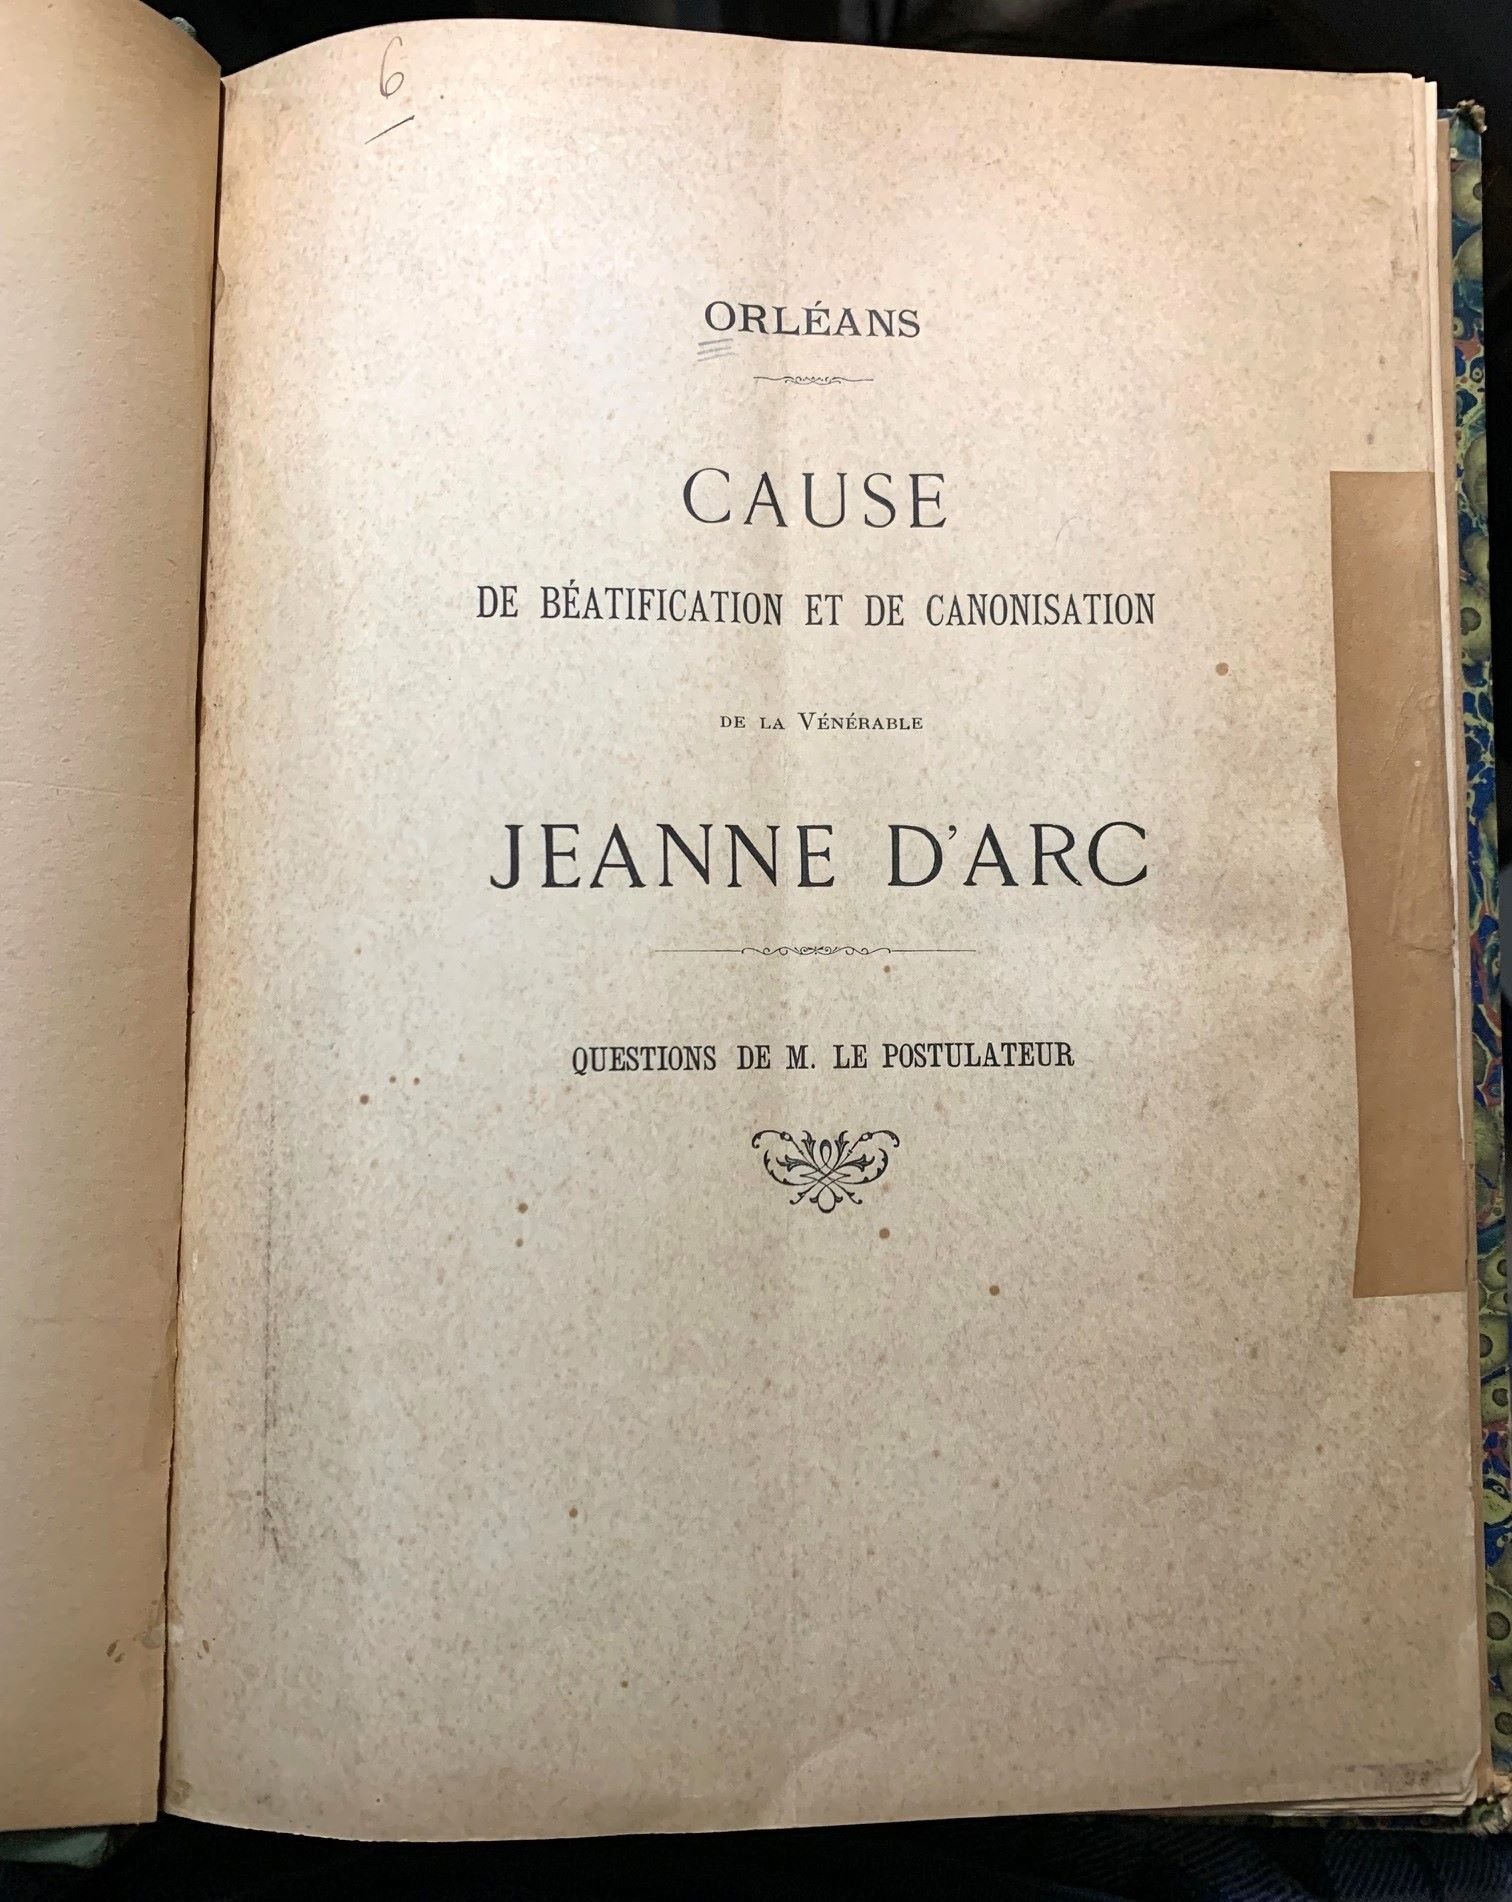 6
ORLÉANS
CAUSE
DE BÉATIFICATION ET DE CANONISATION
DE LA VÉNÉRABLE
JEANNE D'ARC
QUESTIONS DE M. LE POSTULATEUR